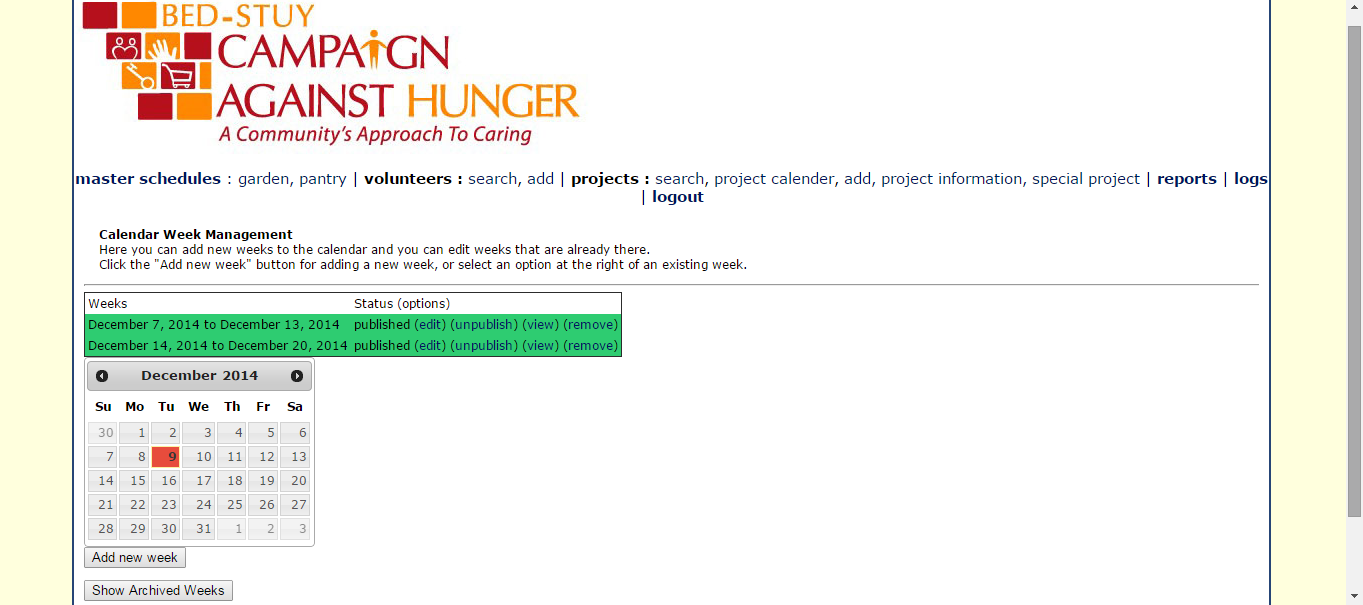 BED-STUY
CAMPAIGN
AGAINST HUNGER
A Community's Approach To Caring
master schedules : garden, pantry | volunteers : search, add | projects : search, project calender, add, project information, special project | reports | logs
| logout
Calendar Week Management
Here you can add new weeks to the calendar and you can edit weeks that are already there.
Click the "Add new week" button for adding a new week, or select an option at the right of an existing week.
Weeks Status (options)
December 7, 2014 to December 13, 2014 published (edit) (unpublish) (view) (remove)
December 14, 2014 to December 20, 2014 published (edit) (unpublish) (view) (remove)
December 2014
Su Mo Tu We Th Fr Sa
30 1 2 3 4 5 6
7 8 9 10 11 12 13
14 15 16 17 18 19 20
21 22 23 24 25 26 27
28 29 30 31 1 2 3
Add new week
Show Archived Weeks